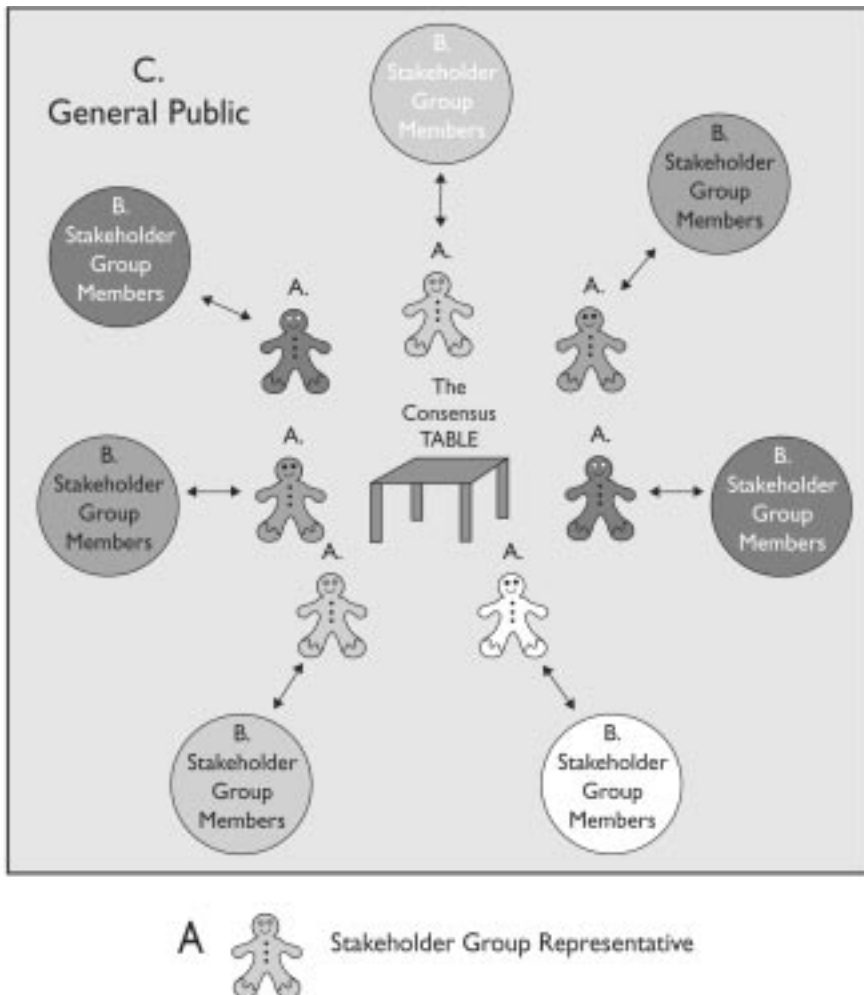 C.
General Public
B.
Stakeholder
Group
Members
B.
Stakeholder
Group
Members
B.
Stakeholder
Group
Members
A.
A.
A.
The
Consensus
TABLE
B.
Stakeholder
Group
Members
A.
A.
B.
Stakeholder
Group
Members
A.
A.
B.
Stakeholder
Group
Members
B.
Stakeholder
Group
Members
A Stakeholder Group Representative